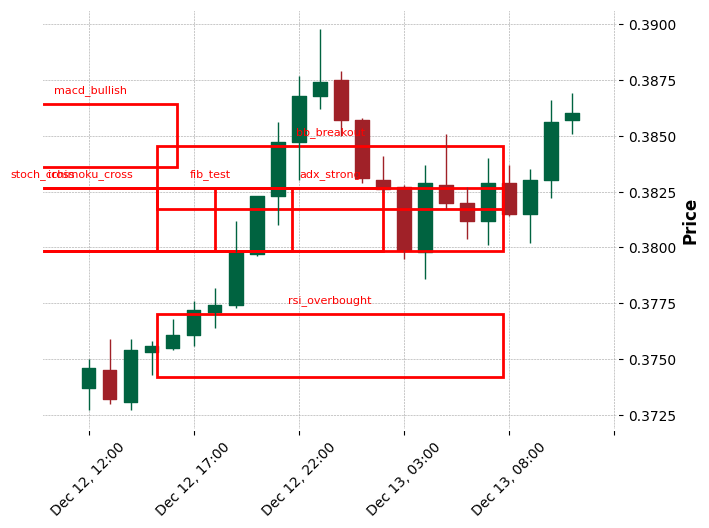 0.3900
macd_bullish
0.3875
bb_breakout
0.3850
stoch_cross
ichimoku_cross
fib_test
adx_strong
0.3825
0.3800
Price
rsi_overbought
0.3775
0.3750
0.3725
Dec 12, 12:00
Dec 12, 17:00
Dec 12, 22:00
Dec 13, 03:00
Dec 13, 08:00